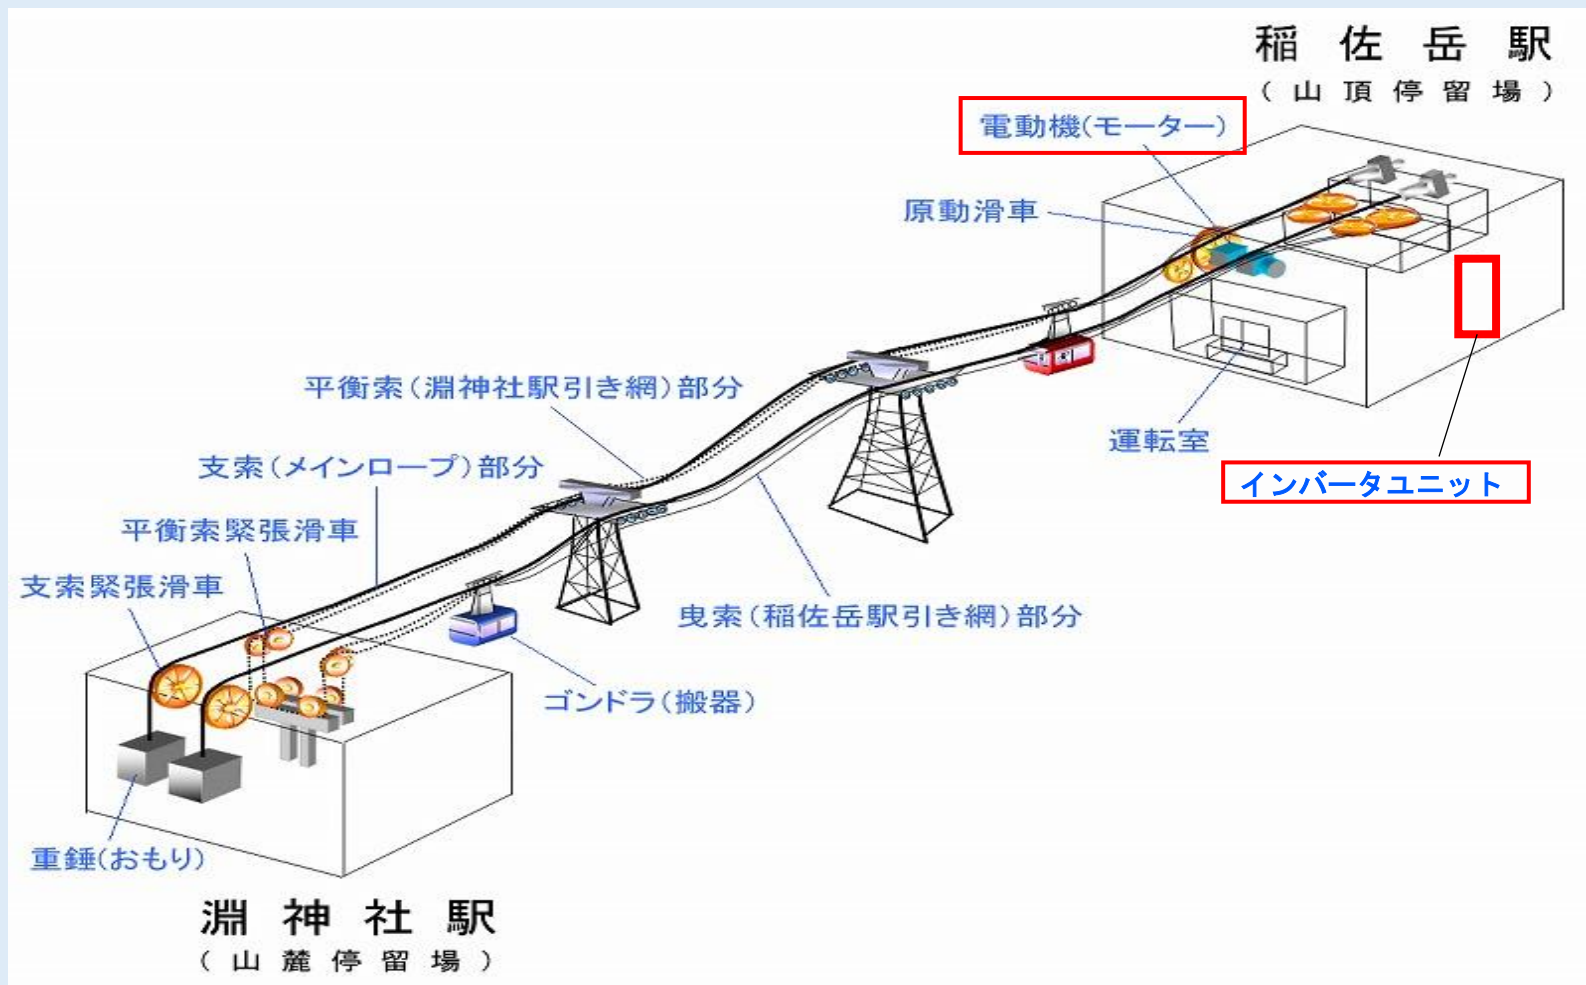 稲佐岳駅
(山頂停留場)
電動機(モーター)
原動滑車
平衡索(淵神社駅引き網)部分
運転室
支索(メインロープ)部分
インバータユニット
平衡索緊張滑車
支索緊張滑車
曳索(稲佐岳駅引き網)部分
ゴンドラ(搬器)
重錘(おもり)
淵神社駅
(山麓停留場)